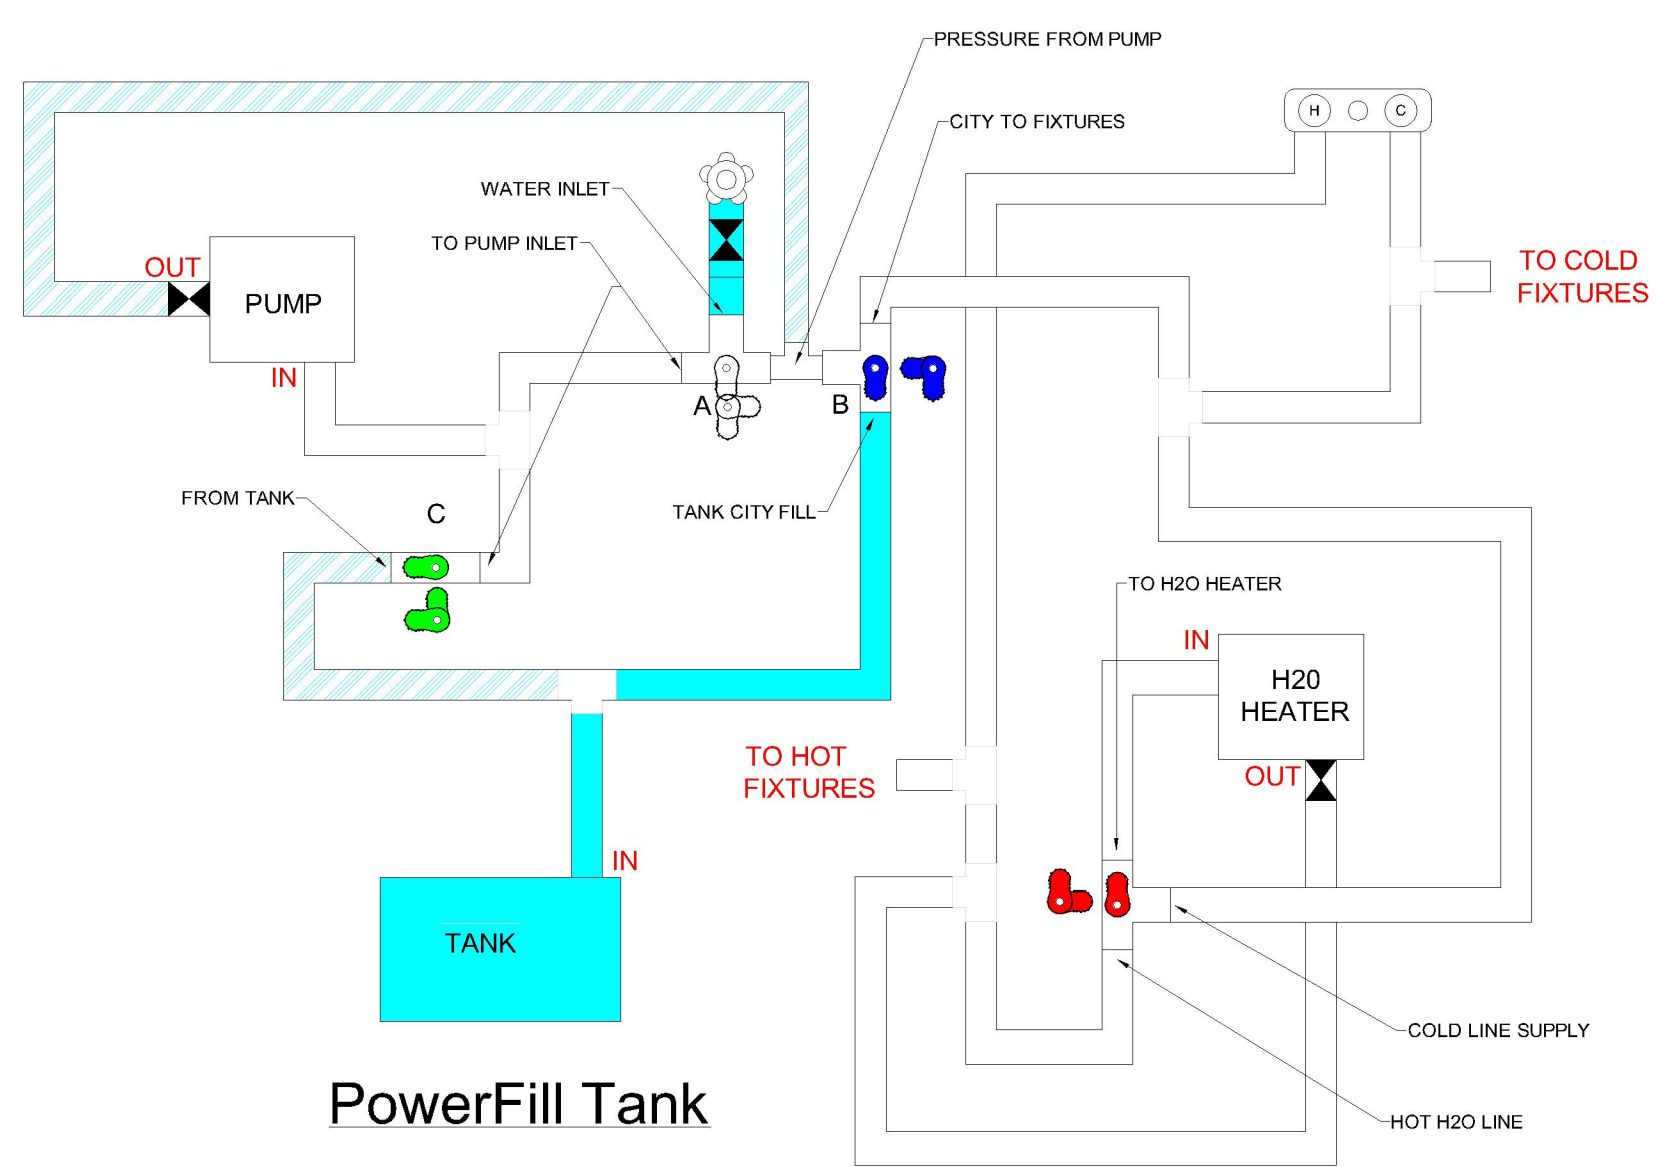 PRESSURE FROM PUMP
H
C
CITY TO FIXTURES
WATER INLET
TO PUMP INLET
OUT
PUMP
IN
TO COLD
FIXTURES
A
B
FROM TANK
C
TANK CITY FILL
TO H2O HEATER
IN
H20
HEATER
OUT
TO HOT
FIXTURES
IN
TANK
COLD LINE SUPPLY
HOT H2O LINE
PowerFill Tank